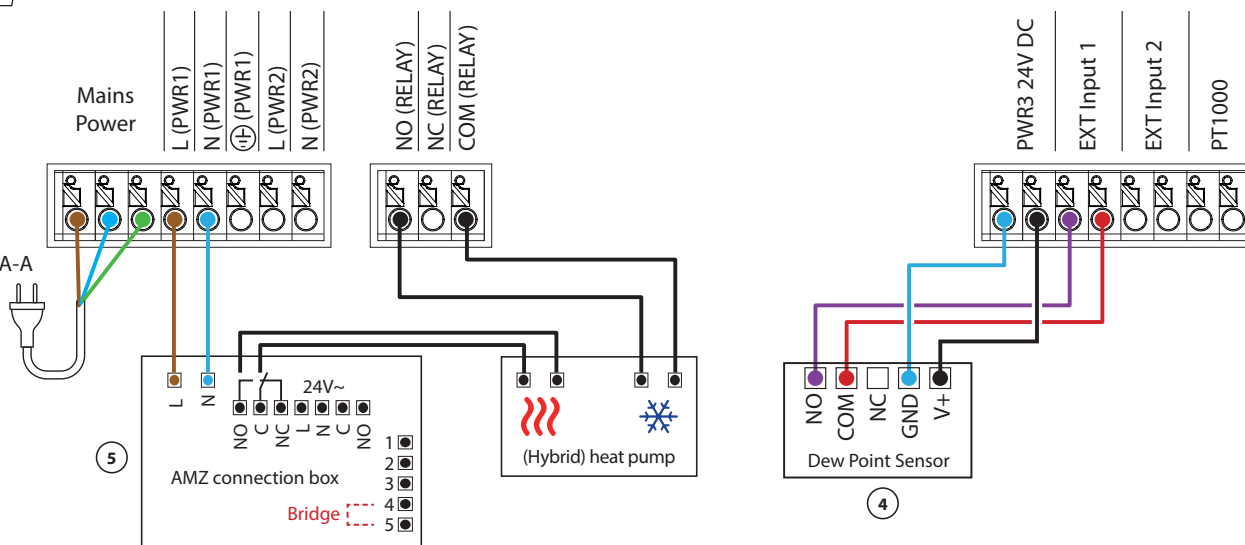 Mains
Power
L (PWR1)
N (PWR1)
(PWR1)
L (PWR2)
N (PWR2)
NO (RELAY)
NC (RELAY)
COM (RELAY)
PWR3 24V DC
EXT Input 1
EXT Input 2
PT1000
A-A
L
N
24V~
NO
C
NC
L
N
C
NO
1
2
3
4
5
AMZ connection box
Bridge
5
(Hybrid) heat pump
NO
COM
NC
GND
V+
Dew Point Sensor
4